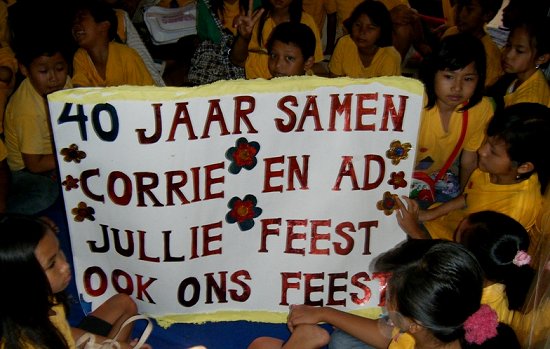 40 JAAR SAMEN
CORRIE EN AD
JULLIE FEEST
OOK ONS FEEST